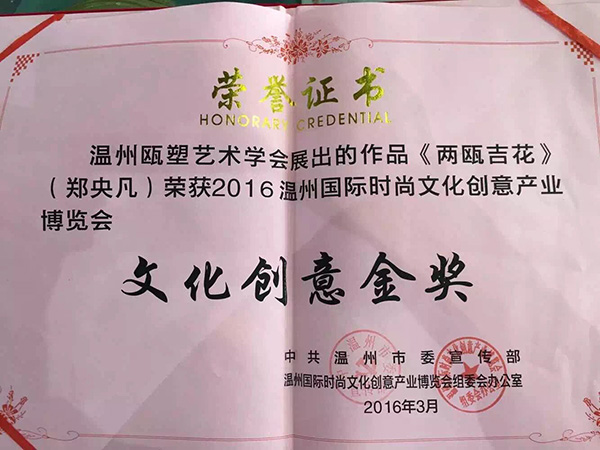 荣誉证书
HONORARY CREDENTIAL
温州瓯塑艺术学会展出的作品《两瓯吉花》
（郑央凡）荣获2016温州国际时尚文化创意产业
博览会
文化创意金奖
中共温州市委宣传部
温州国际时尚文化创意产业博览会组委会办公室
2016年3月